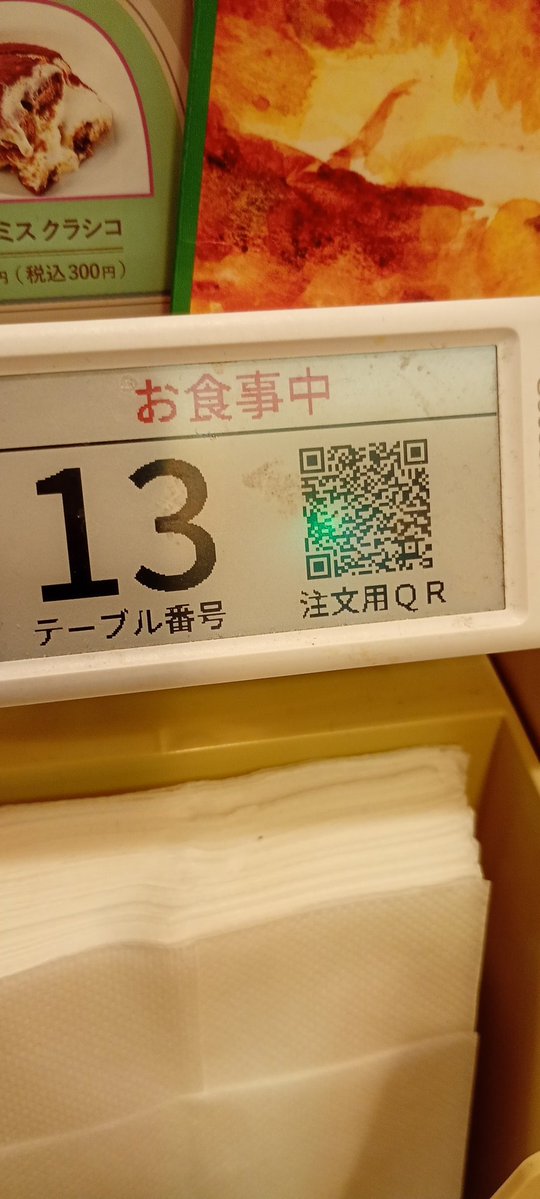 ミス クラシコ
円(税込300円)
お食事中
13
テーブル番号
注文用QR